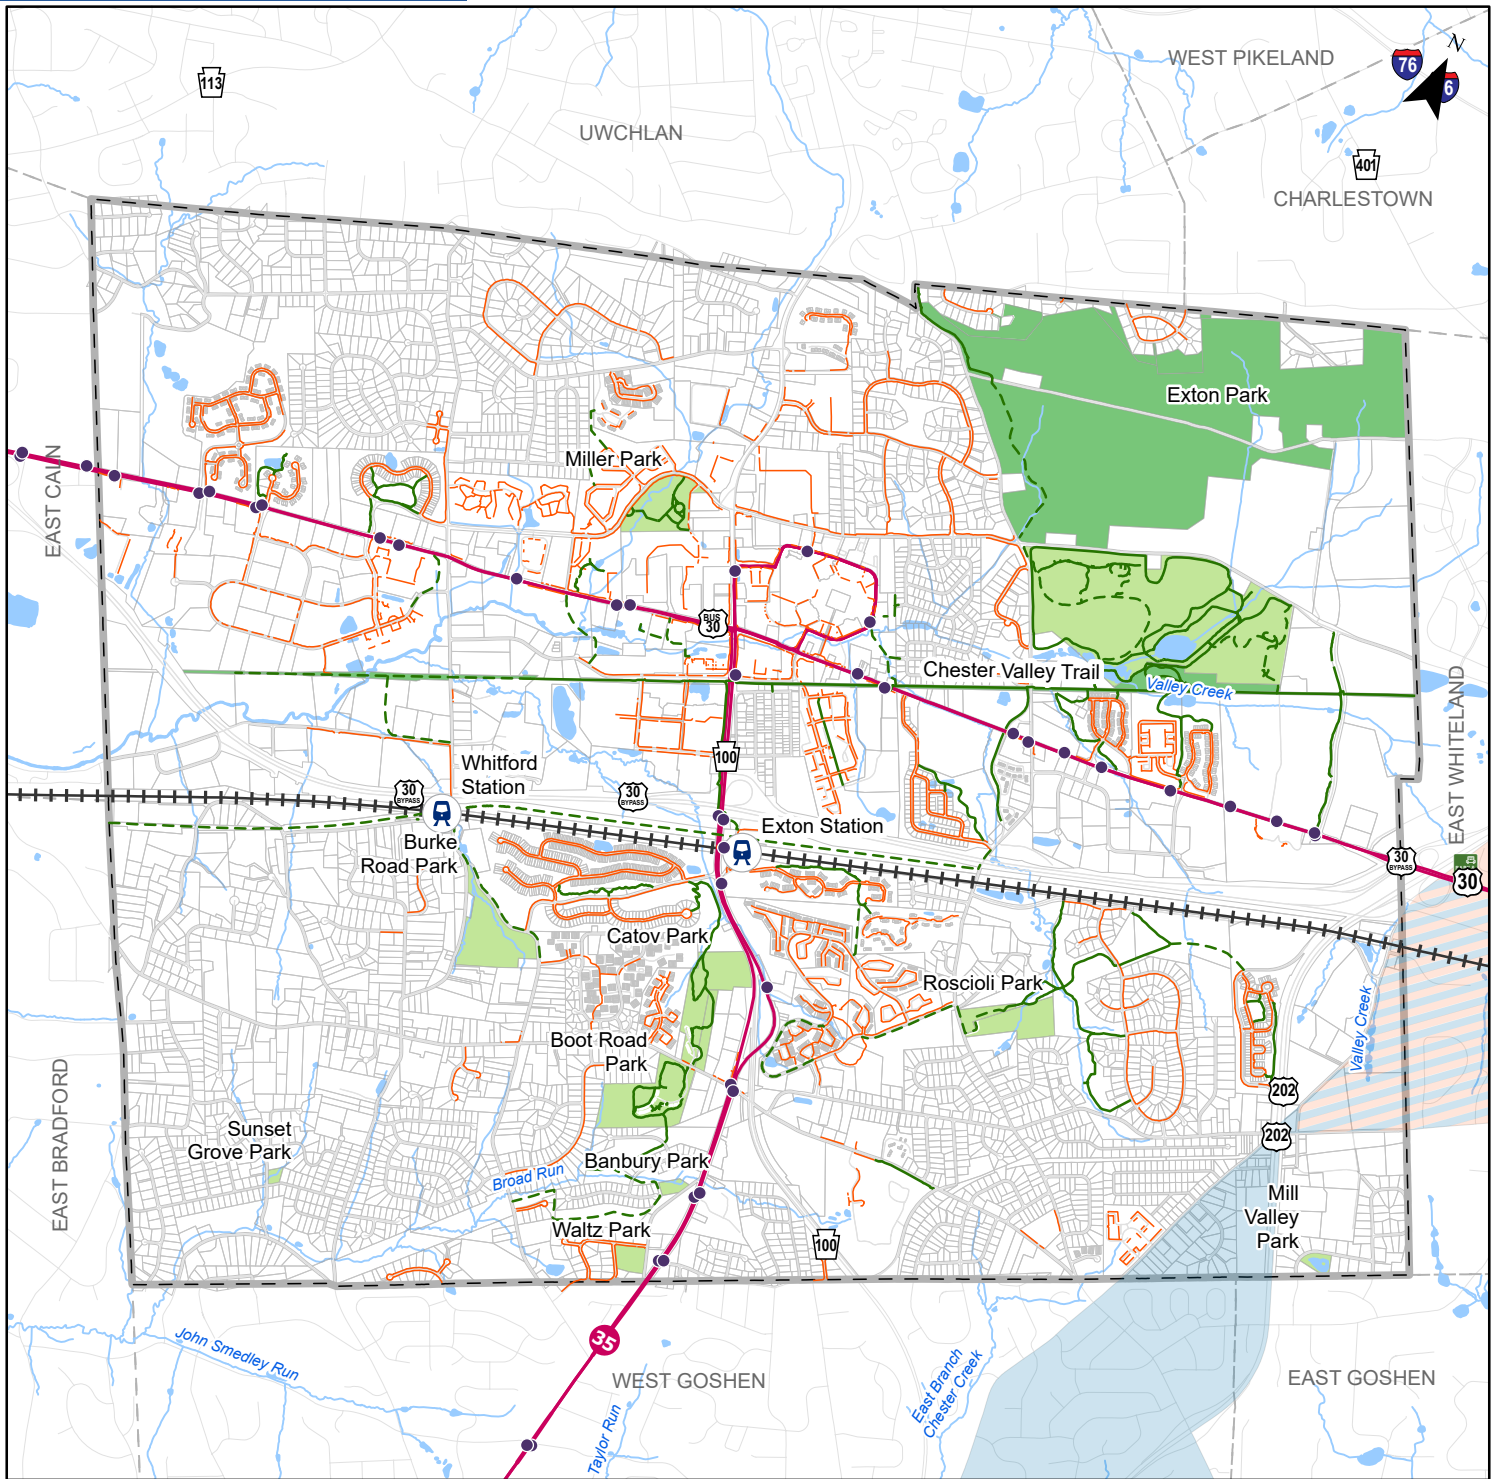 WEST PIKELAND
N
76
6
113
UWCHLAN
401
CHARLESTOWN
Exton Park
Miller Park
EAST CALN
BUS
30
Chester Valley Trail
Valley Creek
EAST WHITELAND
100
Whitford
Station
30
BYPASS
30
BYPASS
Exton Station
Burke
Road Park
30
BYPASS
30
Catov Park
Roscioli Park
Valley Creek
Boot Road
Park
EAST BRADFORD
202
202
Sunset
Grove Park
Banbury Park
Broad Run
Mill
Valley
Park
Waltz Park
100
35
John Smedley Run
WEST GOSHEN
East Branch
Chester Creek
EAST GOSHEN
Taylor Run